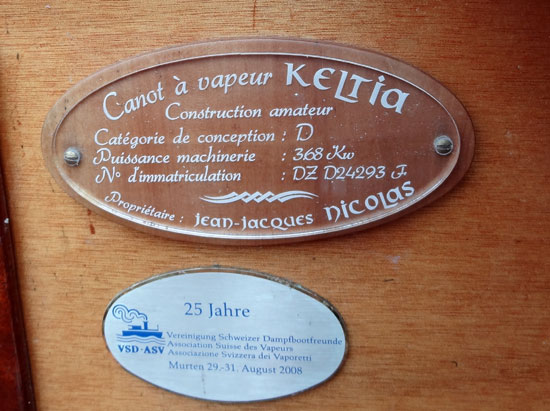 Canot à vapeur KELTIA
Construction amateur
Catégorie de conception : D
Puissance machinerie : 3.68 Kw
N° d'immatriculation : DZ D24293 F.
Propriétaire : Jean-Jacques NICOLAS
25 Jahre
VSD-ASV
Vereinigung Schweizer Dampfbootfreunde
Association Suisse des Vapeurs
Associazione Svizzera dei Vaporetti
Murten 29.-31. August 2008